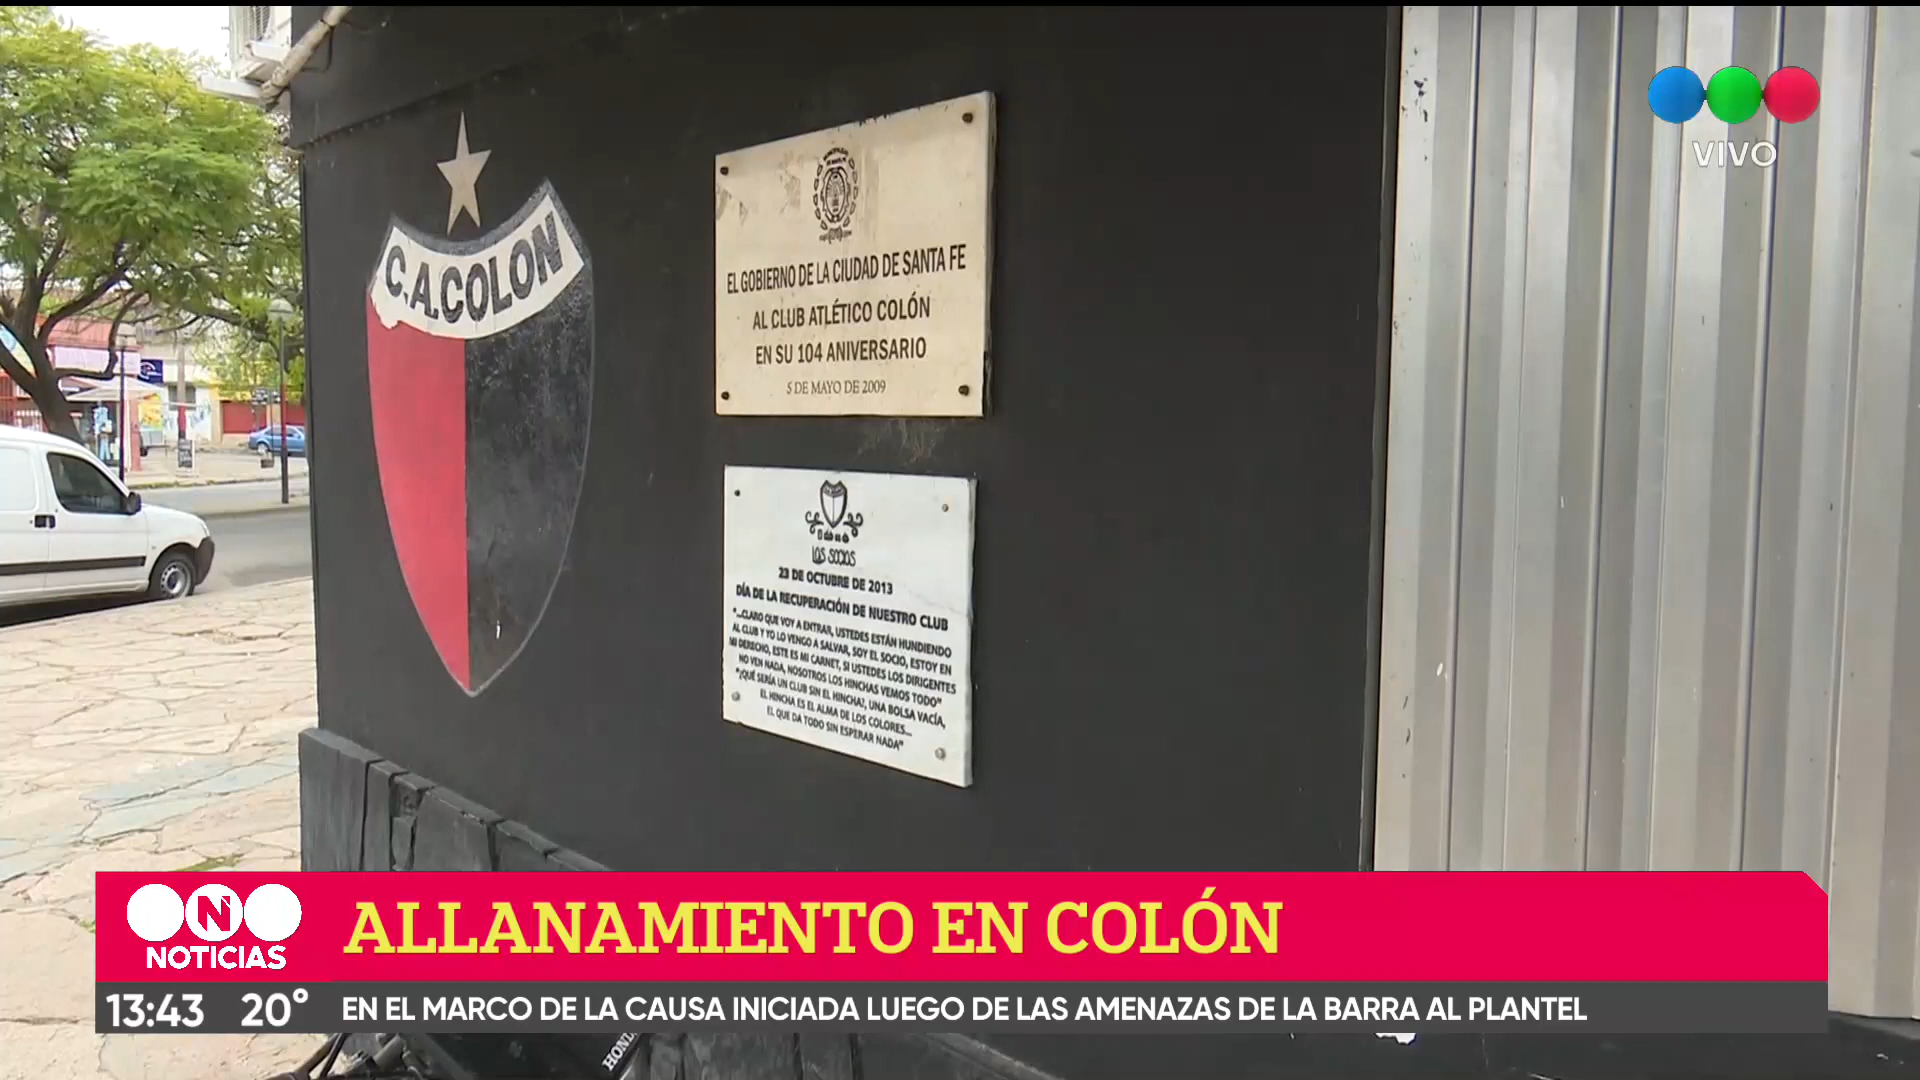 VIVO
C.A.COLON
EL GOBIERNO DE LA CIUDAD DE SANTA FE
AL CLUB ATLÉTICO COLÓN
EN SU 104 ANIVERSARIO
5 DE MAYO DE 2009
LOS SOCIOS
23 DE OCTUBRE DE 2013
DÍA DE LA RECUPERACIÓN DE NUESTRO CLUB
"...CLARO QUE VOY A ENTRAR, USTEDES ESTÁN HUNDIENDO
AL CLUB Y YO LO VENGO A SALVAR, SOY EL SOCIO, ESTOY EN
MI DERECHO, ESTE ES MI CARNET, SI USTEDES LOS DIRIGENTES
NO VEN NADA, NOSOTROS LOS HINCHAS VEMOS TODO"
"¿QUÉ SERÍA UN CLUB SIN EL HINCHA?, UNA BOLSA VACÍA,
EL HINCHA ES EL ALMA DE LOS COLORES...
EL QUE DA TODO SIN ESPERAR NADA"
N
NOTICIAS
ALLANAMIENTO EN COLÓN
13:43 20°
EN EL MARCO DE LA CAUSA INICIADA LUEGO DE LAS AMENAZAS DE LA BARRA AL PLANTEL